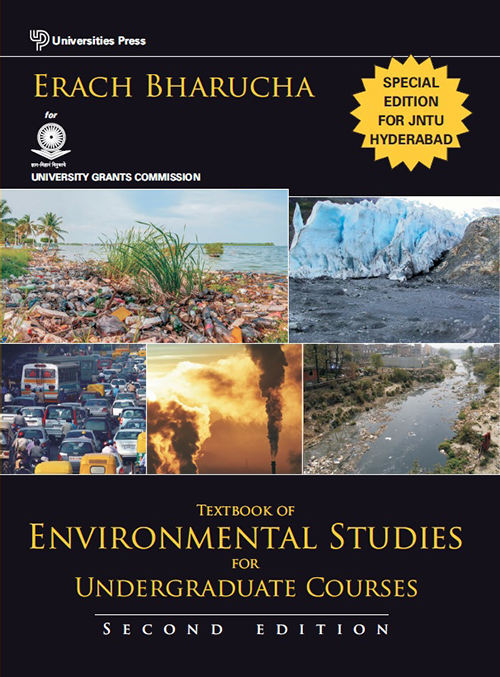 Universities Press
ERACH BHARUCHA
for
UNIVERSITY GRANTS COMMISSION
SPECIAL
EDITION
FOR JNTU
HYDERABAD
TEXTBOOK OF
ENVIRONMENTAL STUDIES
FOR
UNDERGRADUATE COURSES
SECOND EDITION